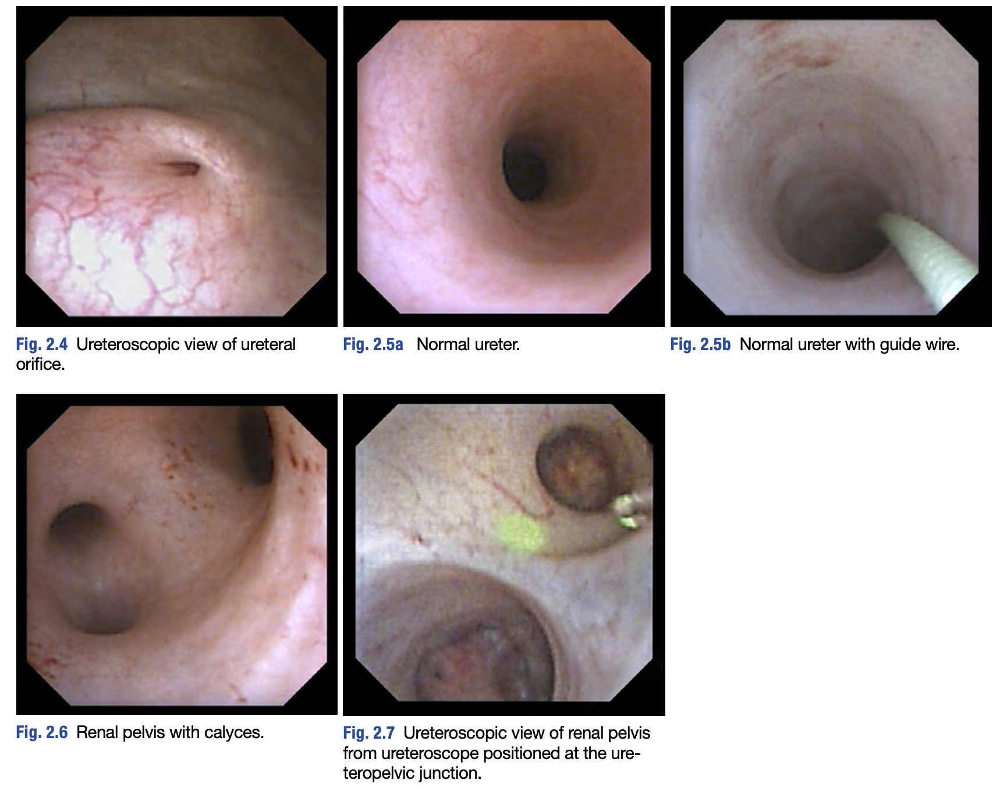 Fig. 2.4 Ureteroscopic view of ureteral
orifice.
Fig. 2.5a Normal ureter.
Fig. 2.5b Normal ureter with guide wire.
Fig. 2.6 Renal pelvis with calyces.
Fig. 2.7 Ureteroscopic view of renal pelvis
from ureteroscope positioned at the ure-
teropelvic junction.